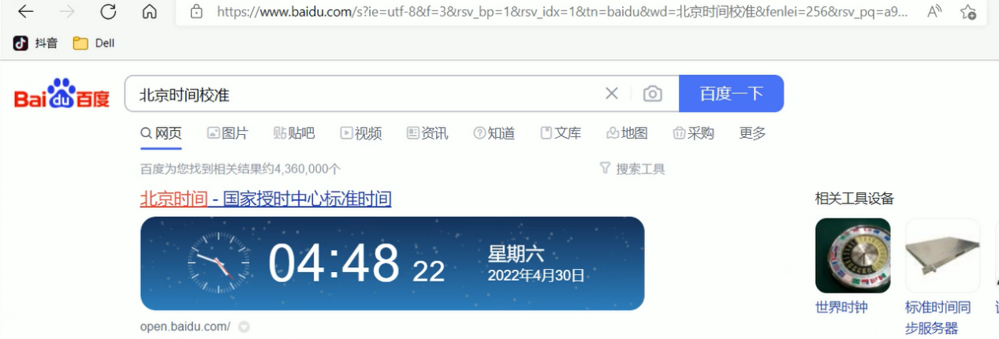 https://www.baidu.com/s?ie=utf-8&f=3&rsv_bp=1&rsv_idx=1&tn=baidu&wd=北京时间校准&fenlei=256&rsv_pq=a9...
抖音 Dell
Bai du 百度 北京时间校准 百度一下
网页 图片 贴贴吧 视频 资讯 知道 文库 地图 采购 更多
百度为您找到相关结果约4,360,000个 搜索工具
北京时间 - 国家授时中心标准时间
相关工具设备
04:48 22
星期六
2022年4月30日
世界时钟
标准时间同
步服务器
open.baidu.com/